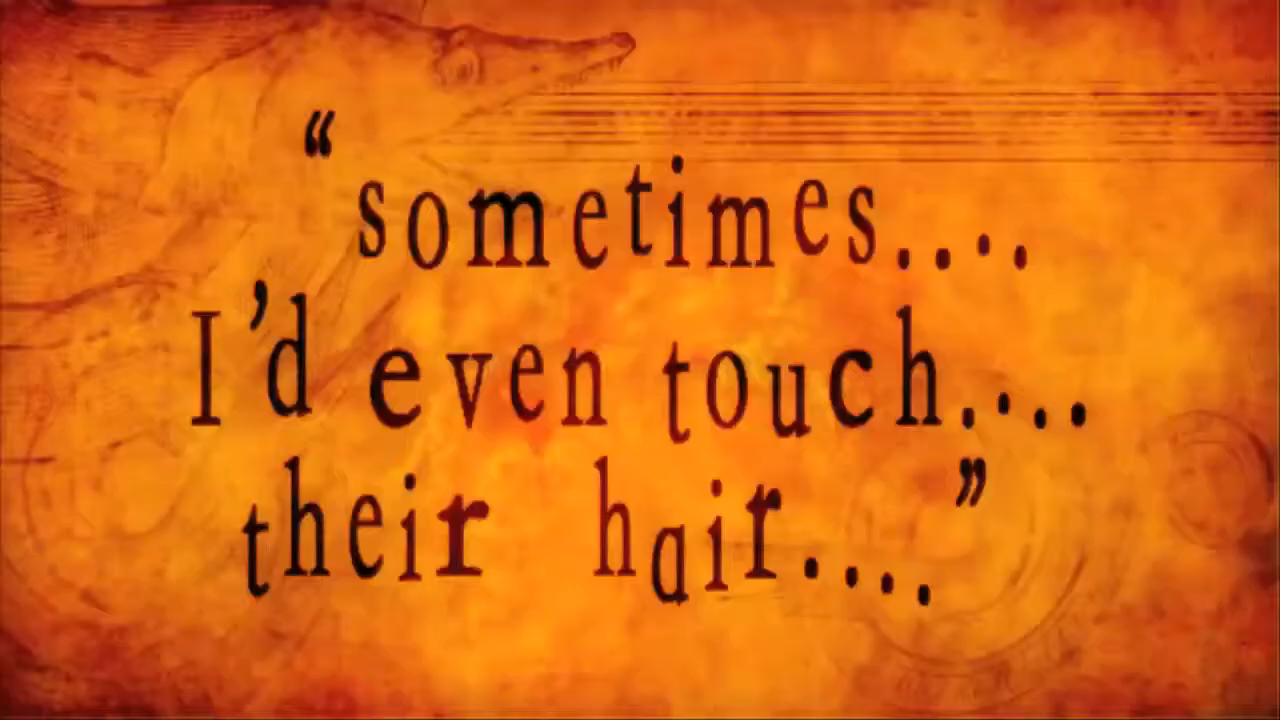 “sometimes....
I’d even touch....
their hair....”